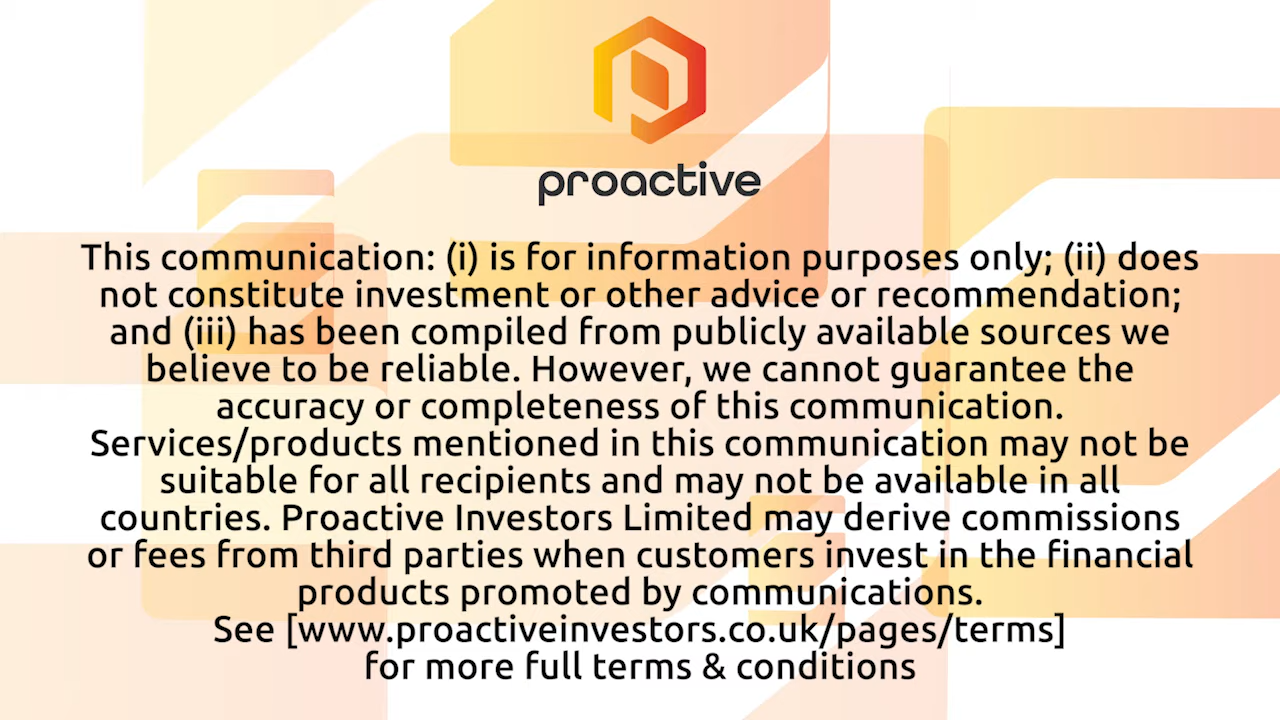 proactive
This communication: (i) is for information purposes only; (ii) does
not constitute investment or other advice or recommendation;
and (iii) has been compiled from publicly available sources we
believe to be reliable. However, we cannot guarantee the
accuracy or completeness of this communication.
Services/products mentioned in this communication may not be
suitable for all recipients and may not be available in all
countries. Proactive Investors Limited may derive commissions
or fees from third parties when customers invest in the financial
products promoted by communications.
See [www.proactiveinvestors.co.uk/pages/terms]
for more full terms & conditions